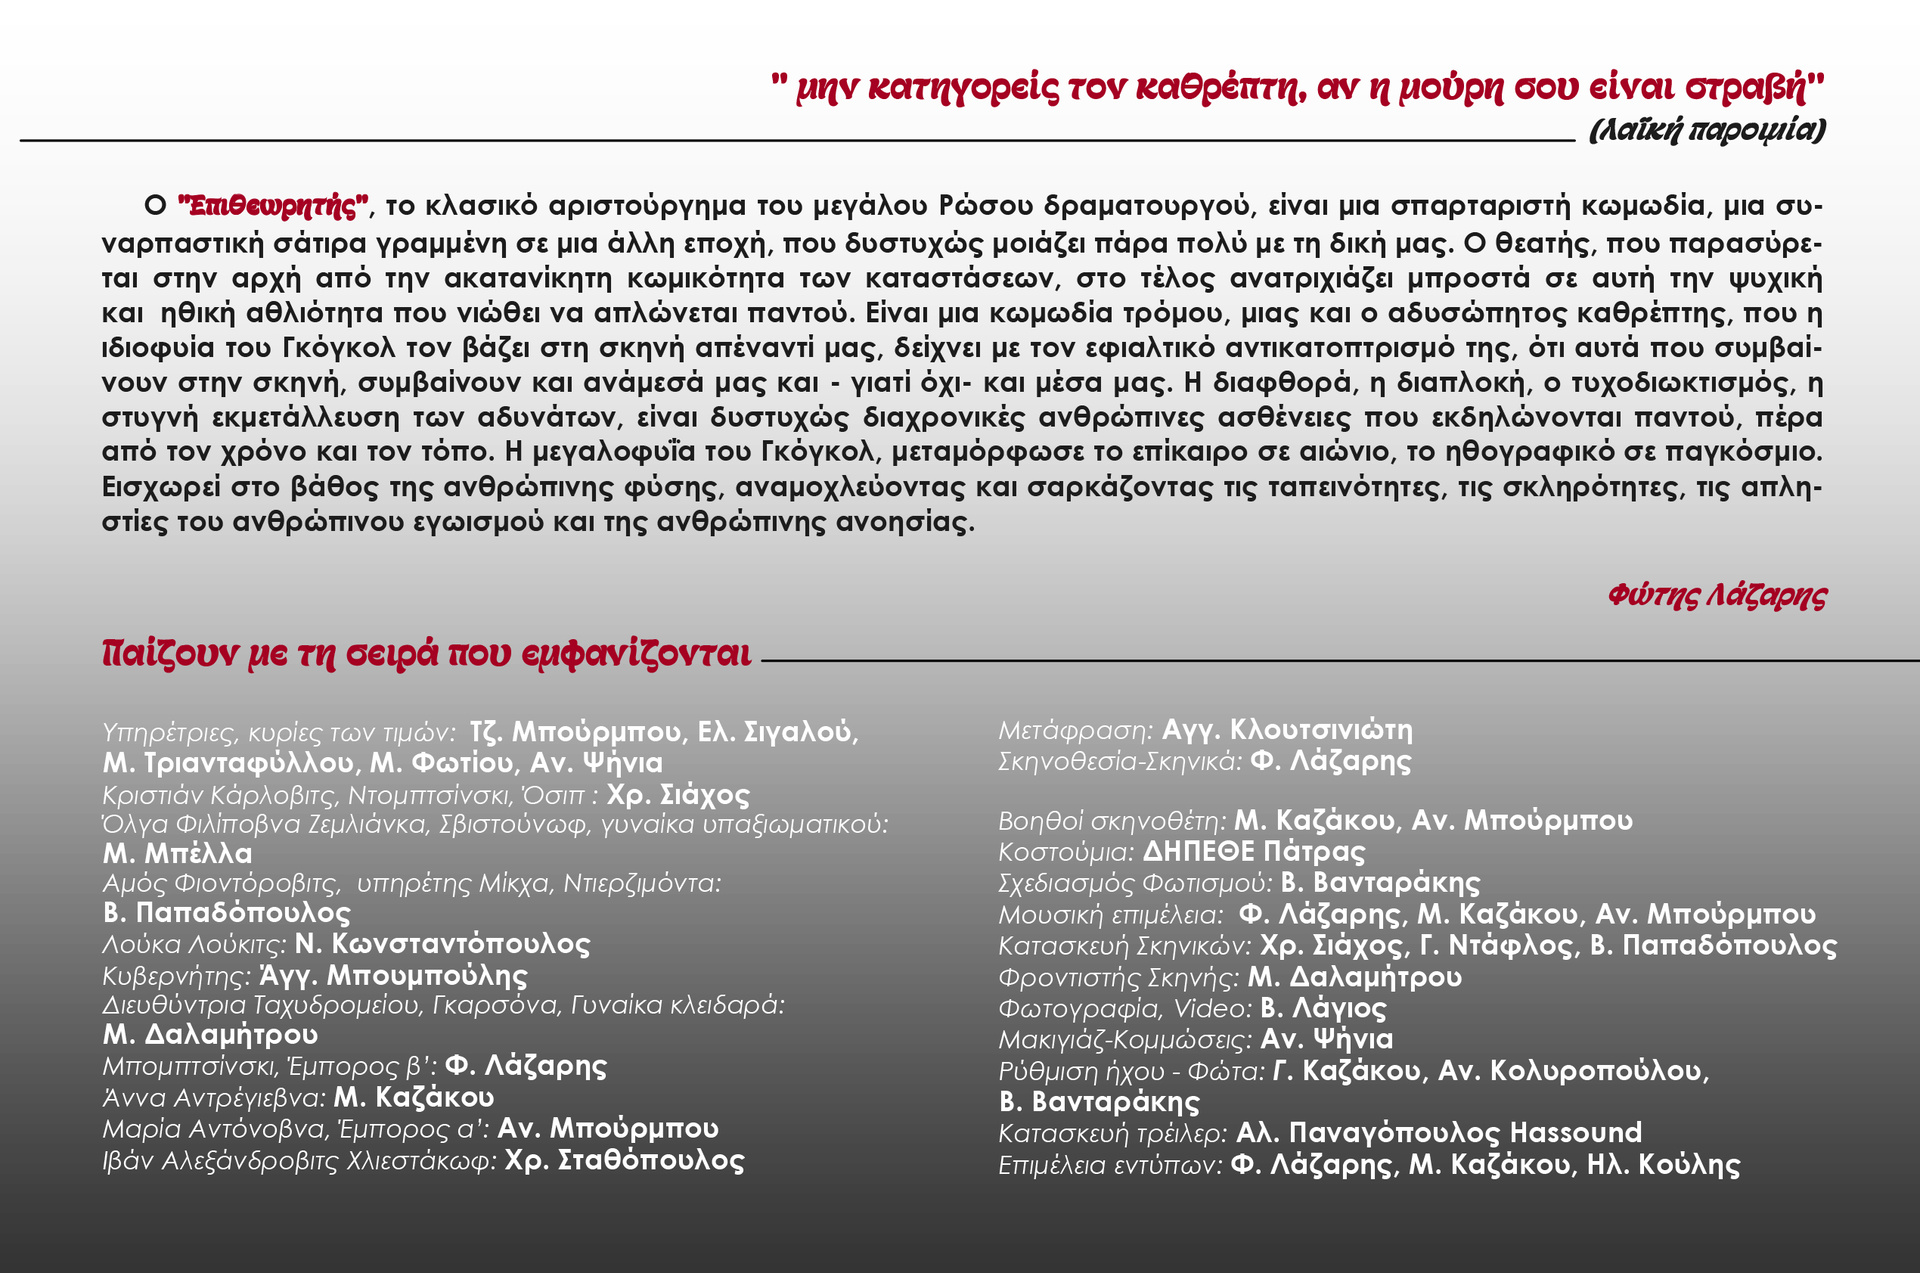 " μην κατηγορείς τον καθρέπτη, αν η μούρη σου είναι στραβή"
(λαϊκή παροιμία)
Ο "Επιθεωρητής", το κλασικό αριστούργημα του μεγάλου Ρώσου δραματουργού, είναι μια σπαρταριστή κωμωδία, μια συ-
ναρπαστική σάτιρα γραμμένη σε μια άλλη εποχή, που δυστυχώς μοιάζει πάρα πολύ με τη δική μας. Ο θεατής, που παρασύρε-
ται στην αρχή από την ακατανίκητη κωμικότητα των καταστάσεων, στο τέλος ανατριχιάζει μπροστά σε αυτή την ψυχική
και ηθική αθλιότητα που νιώθει να απλώνεται παντού. Είναι μια κωμωδία τρόμου, μιας και ο αδυσώπητος καθρέπτης, που η
ιδιοφυία του Γκόγκολ τον βάζει στη σκηνή απέναντί μας, δείχνει με τον εφιαλτικό αντικατοπτρισμό της, ότι αυτά που συμβαί-
νουν στην σκηνή, συμβαίνουν και ανάμεσά μας και - γιατί όχι- και μέσα μας. Η διαφθορά, η διαπλοκή, ο τυχοδιωκτισμός, η
στυγνή εκμετάλλευση των αδυνάτων, είναι δυστυχώς διαχρονικές ανθρώπινες ασθένειες που εκδηλώνονται παντού, πέρα
από τον χρόνο και τον τόπο. Η μεγαλοφυΐα του Γκόγκολ, μεταμόρφωσε το επίκαιρο σε αιώνιο, το ηθογραφικό σε παγκόσμιο.
Εισχωρεί στο βάθος της ανθρώπινης φύσης, αναμοχλεύοντας και σαρκάζοντας τις ταπεινότητες, τις σκληρότητες, τις απλη-
στίες του ανθρώπινου εγωισμού και της ανθρώπινης ανοησίας.
Φώτης Λάζαρης
Παίζουν με τη σειρά που εμφανίζονται
Υπηρέτριες, κυρίες των τιμών: Τζ. Μπούρμπου, Ελ. Σιγαλού,
Μ. Τριανταφύλλου, Μ. Φωτίου, Αν. Ψήνια
Κριστιάν Κάρλοβιτς, Ντομπτσίνσκι, Όσιπ : Χρ. Σιάχος
Όλγα Φιλίποβνα Ζεμλιάνκα, Σβιστούνωφ, γυναίκα υπαξιωματικού:
Μ. Μπέλλα
Αμός Φιοντόροβιτς, υπηρέτης Μίκχα, Ντιερζιμόντα:
Β. Παπαδόπουλος
Λούκα Λούκιτς: Ν. Κωνσταντόπουλος
Κυβερνήτης: Άγγ. Μπουμπούλης
Διευθύντρια Ταχυδρομείου, Γκαρσόνα, Γυναίκα κλειδαρά:
Μ. Δαλαμήτρου
Μπομπτσίνσκι, Έμπορος β': Φ. Λάζαρης
Άννα Αντρέγιεβνα: Μ. Καζάκου
Μαρία Αντόνοβνα, Έμπορος α': Αν. Μπούρμπου
Ιβάν Αλεξάνδροβιτς Χλιεστάκωφ: Χρ. Σταθόπουλος
Μετάφραση: Αγγ. Κλουτσινιώτη
Σκηνοθεσία-Σκηνικά: Φ. Λάζαρης
Βοηθοί σκηνοθέτη: Μ. Καζάκου, Αν. Μπούρμπου
Κοστούμια: ΔΗΠΕΘΕ Πάτρας
Σχεδιασμός Φωτισμού: Β. Βανταράκης
Μουσική επιμέλεια: Φ. Λάζαρης, Μ. Καζάκου, Αν. Μπούρμπου
Κατασκευή Σκηνικών: Χρ. Σιάχος, Γ. Ντάφλος, Β. Παπαδόπουλος
Φροντιστής Σκηνής: Μ. Δαλαμήτρου
Φωτογραφία, Video: Β. Λάγιος
Μακιγιάζ-Κομμώσεις: Αν. Ψήνια
Ρύθμιση ήχου - Φώτα: Γ. Καζάκου, Αν. Κολυροπούλου,
Β. Βανταράκης
Κατασκευή τρέιλερ: Αλ. Παναγόπουλος Hassound
Επιμέλεια εντύπων: Φ. Λάζαρης, Μ. Καζάκου, Ηλ. Κούλης